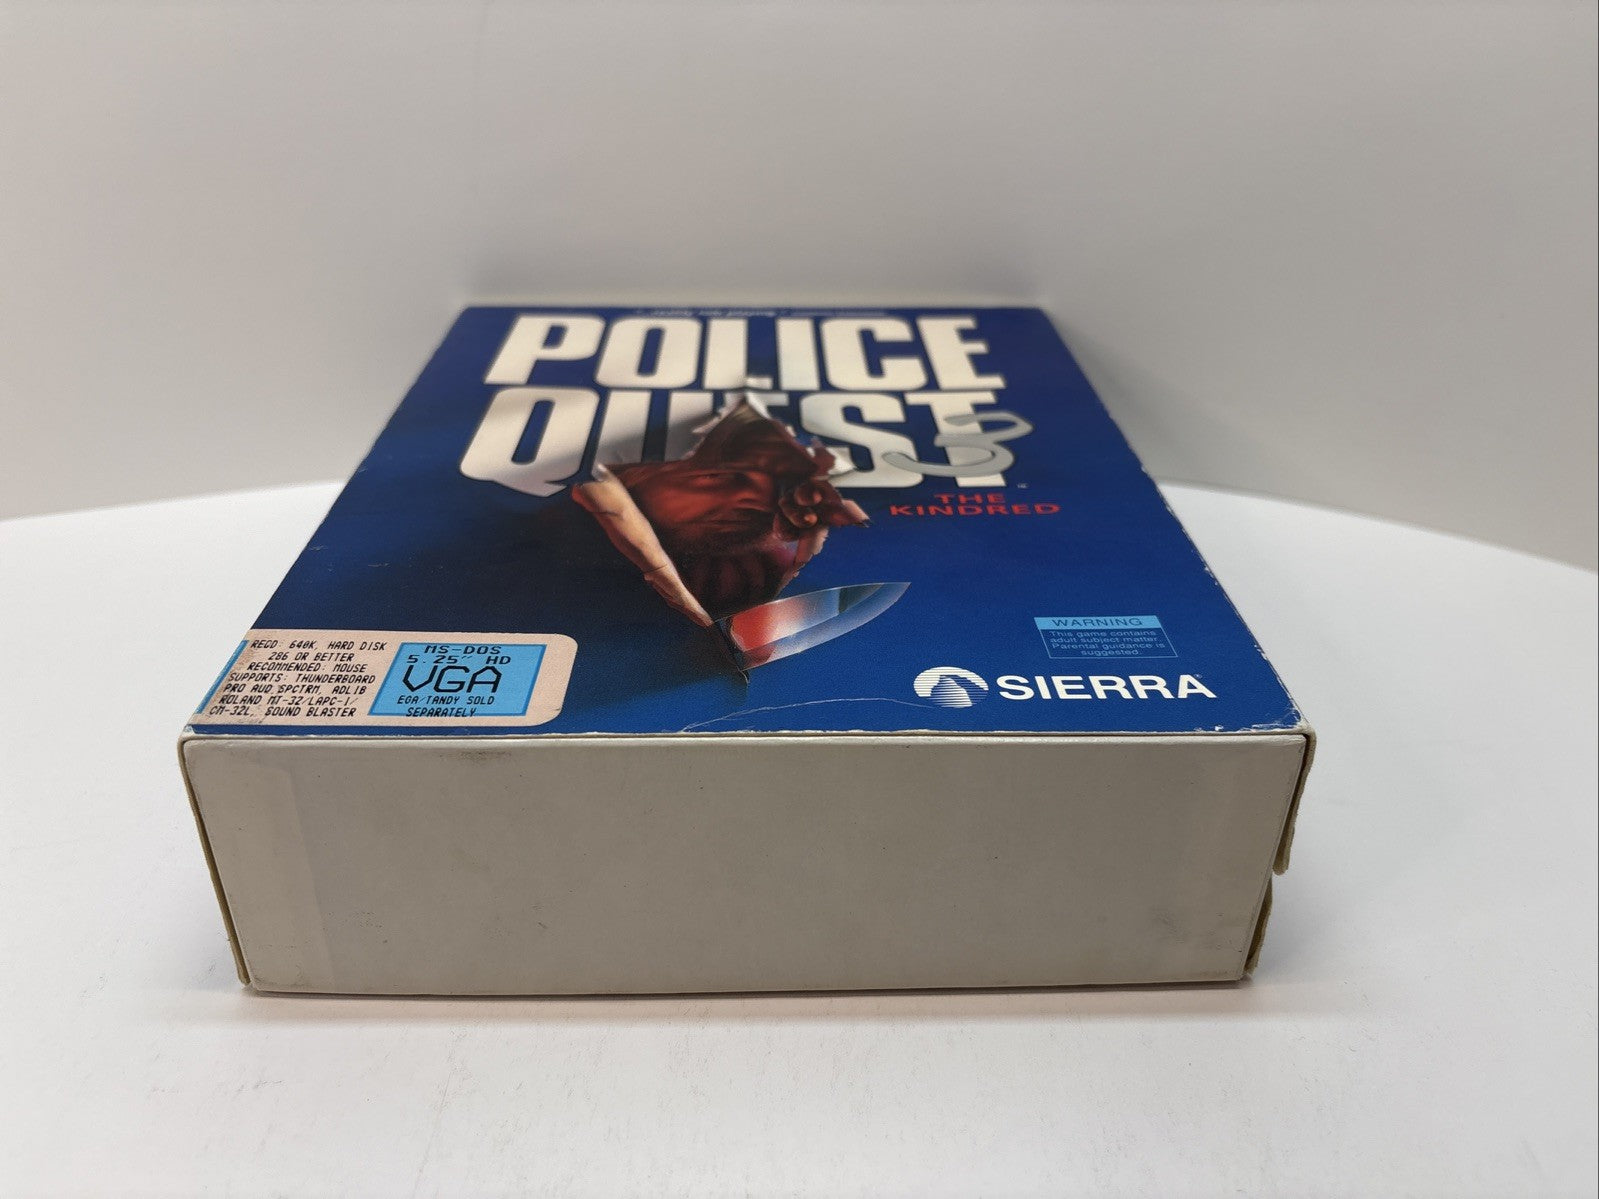 POLICE
QUEST
3
THE
KINDRED
WARNING
This game contains
adult subject matter.
Parental guidance is
suggested.
REQD: 640K, HARD DISK
286 OR BETTER
RECOMMENDED: MOUSE
SUPPORTS: THUNDERBOARD
PRO AUD SPCTRM, ADLIB
ROLAND MT-32/LAPC-1/
CM-32L, SOUND BLASTER
MS-DOS
5.25" HD
VGA
EGA/TANDY SOLD
SEPARATELY
SIERRA